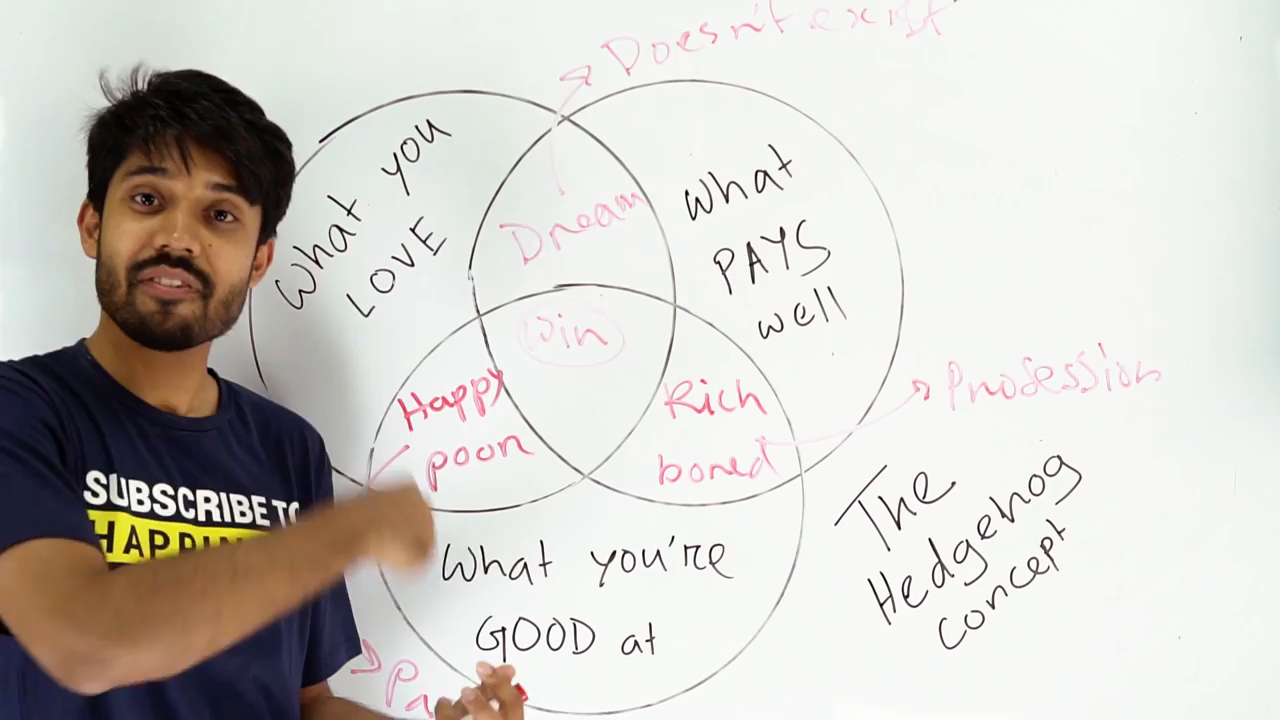 Doesn't exist
What you
LOVE
What
PAYS
well
Dream
Win
Happy
poor
Rich
bored
Profession
What you're
GOOD at
The
Hedgehog
concept
SUBSCRIBE TO